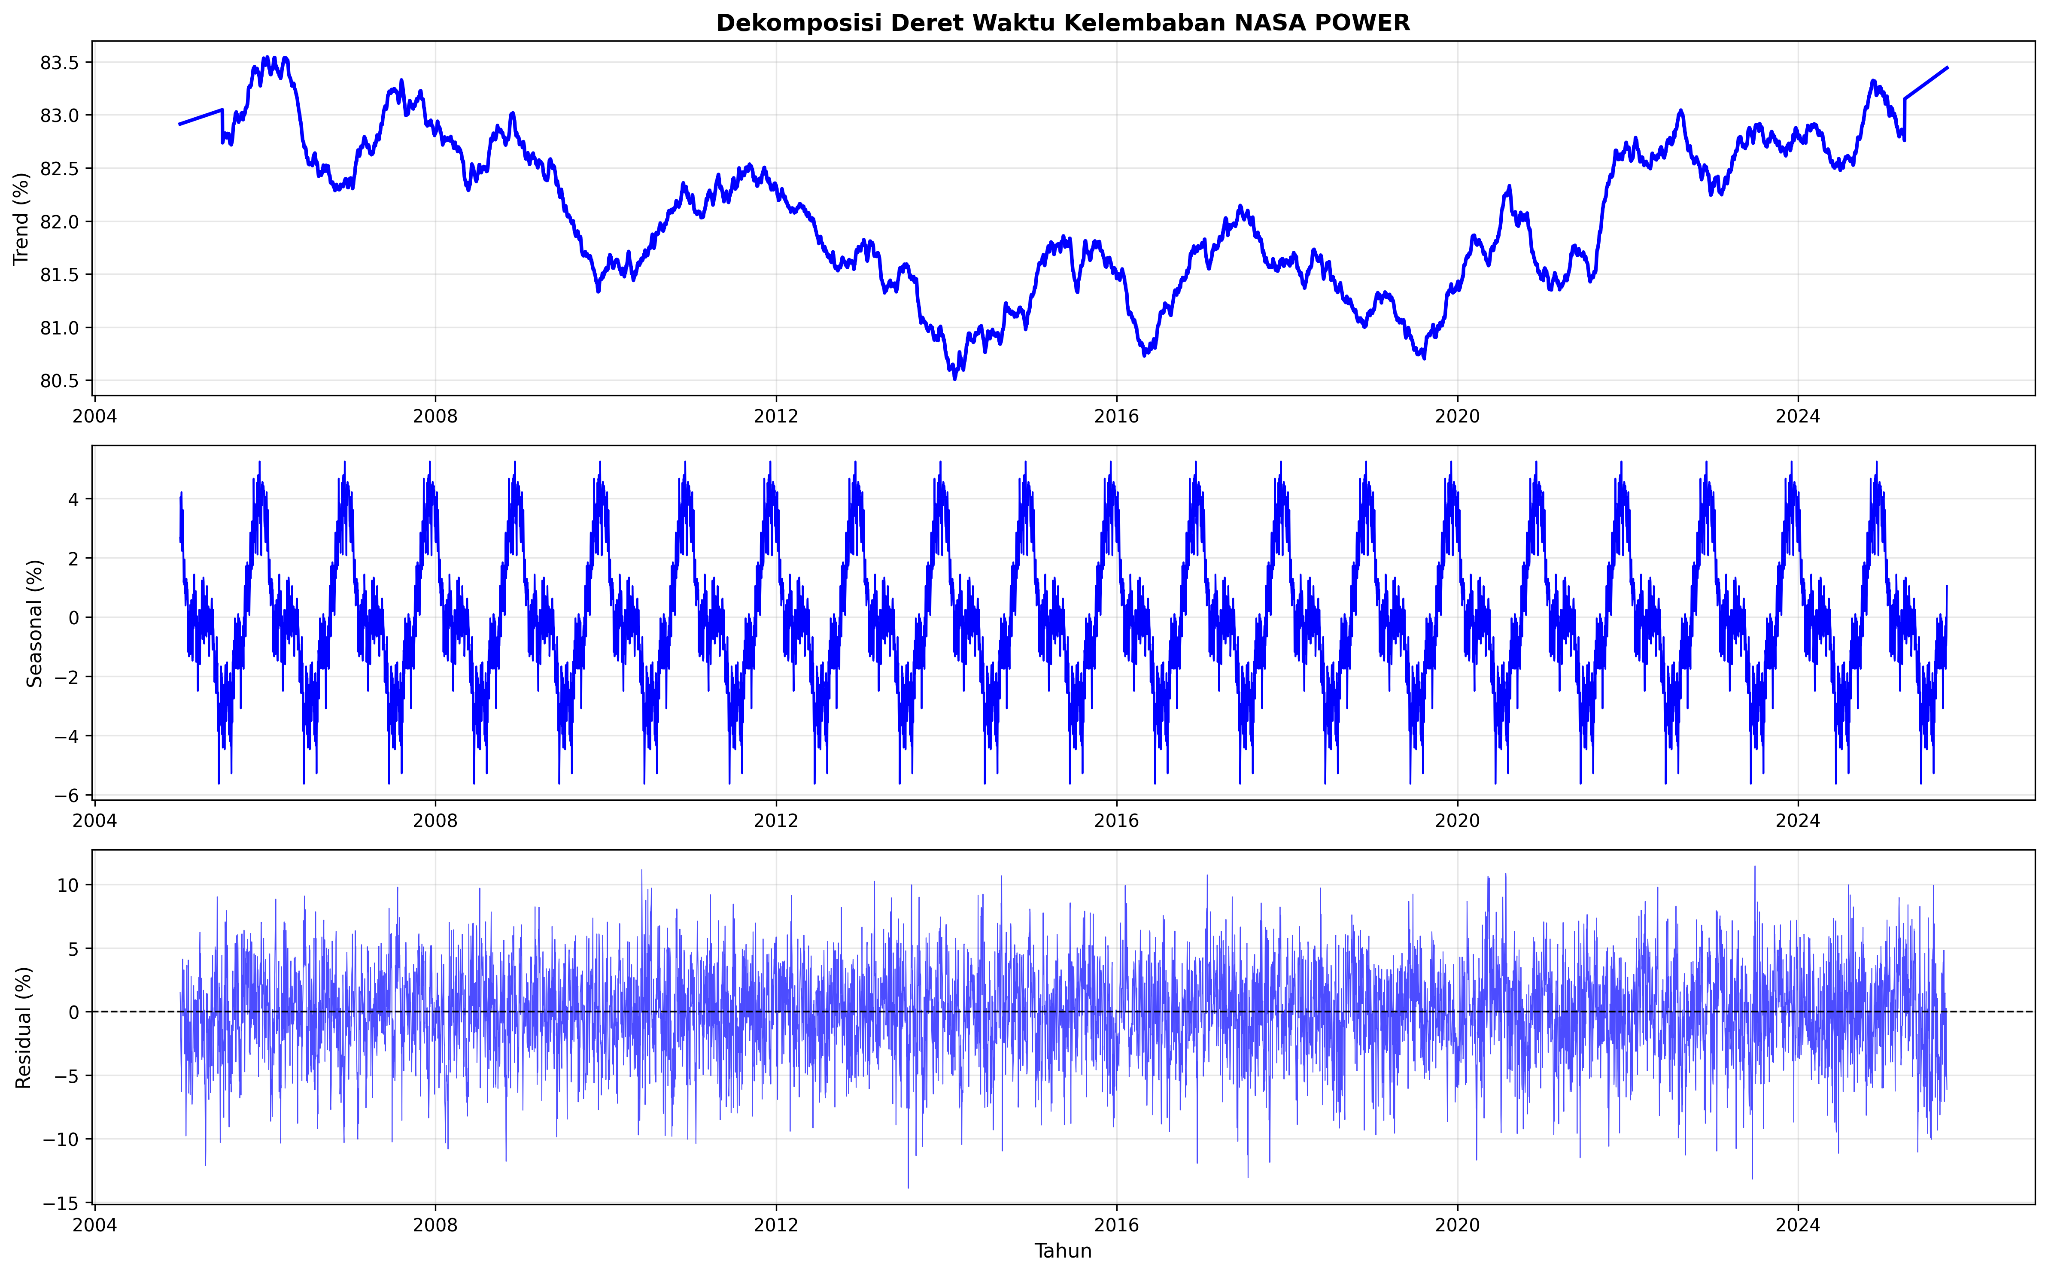 Dekomposisi Deret Waktu Kelembaban NASA POWER
Trend (%)
83.5
83.0
82.5
82.0
81.5
81.0
80.5
2004 2008 2012 2016 2020 2024
Seasonal (%)
4
2
0
−2
−4
−6
2004 2008 2012 2016 2020 2024
Residual (%)
10
5
0
−5
−10
−15
2004 2008 2012 2016 2020 2024
Tahun